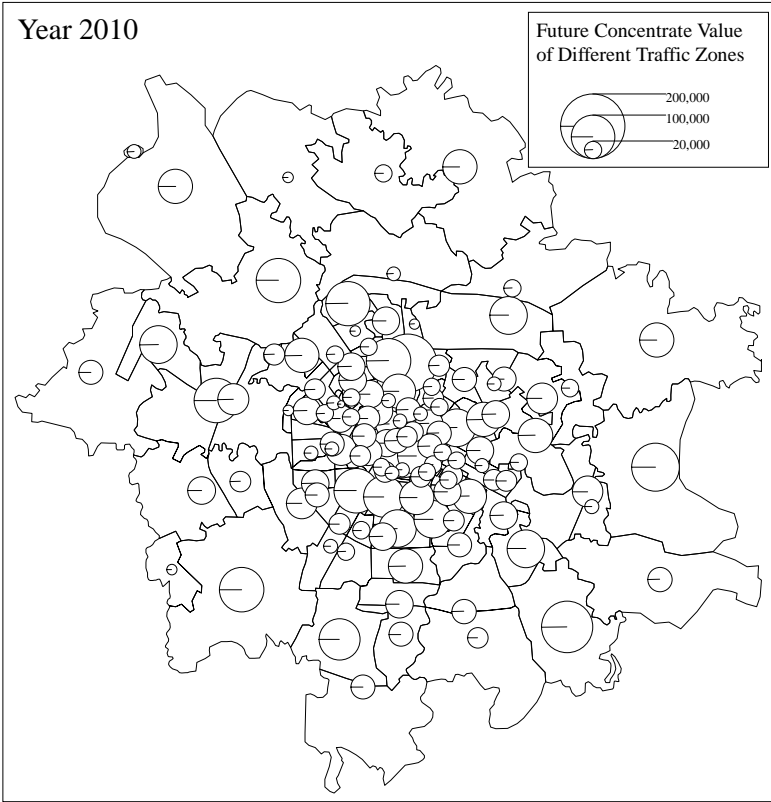 Year 2010
Future Concentrate Value
of Different Traffic Zones
200,000
100,000
20,000